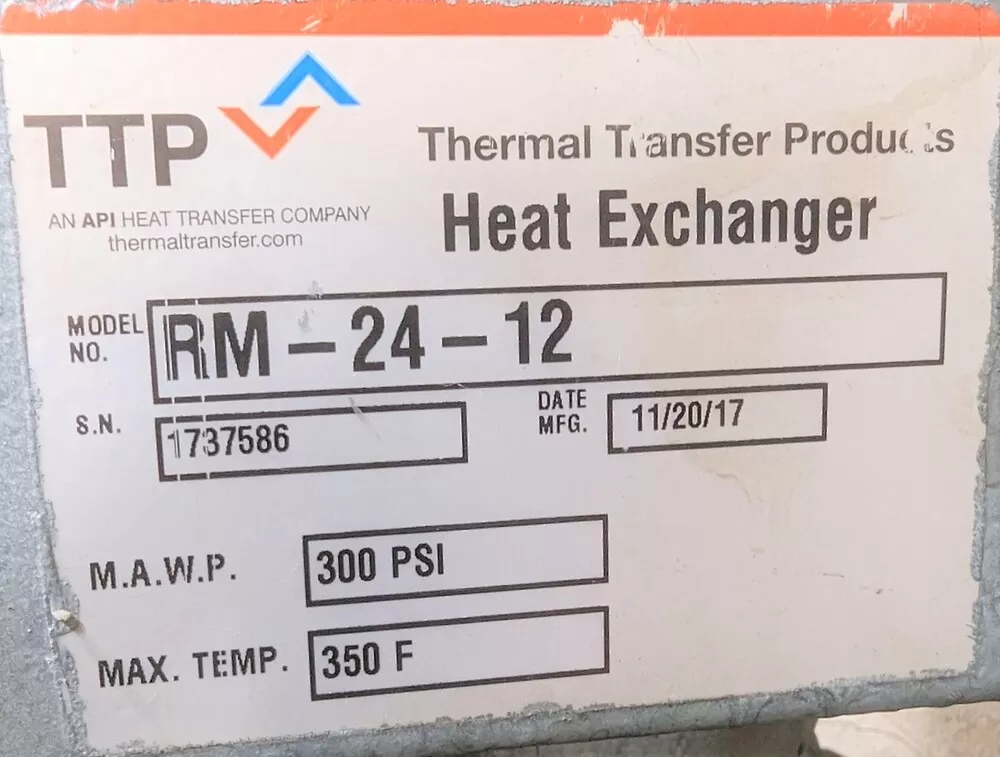 TTP
Thermal Transfer Products
AN API HEAT TRANSFER COMPANY
thermaltransfer.com
Heat Exchanger
MODEL NO. RM-24-12
S.N. 1737586
DATE MFG. 11/20/17
M.A.W.P. 300 PSI
MAX. TEMP. 350 F